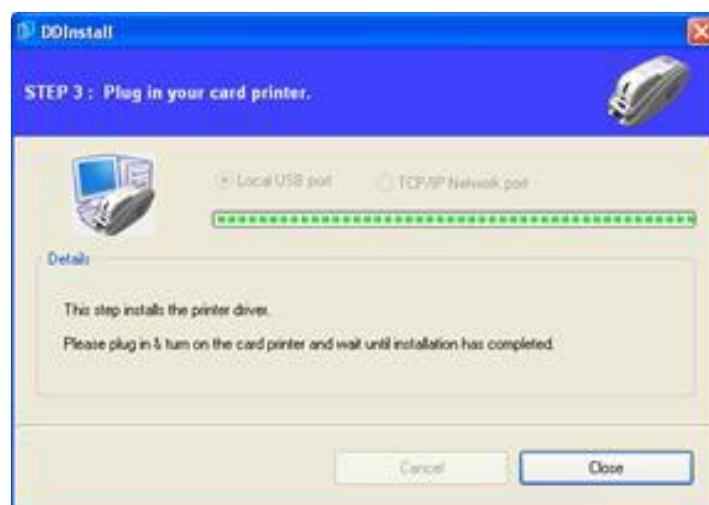 DDInstall
STEP 3 : Plug in your card printer.
Local USB port TCP/IP Network port
Details
This step installs the printer driver.
Please plug in & turn on the card printer and wait until installation has completed.
Cancel Close